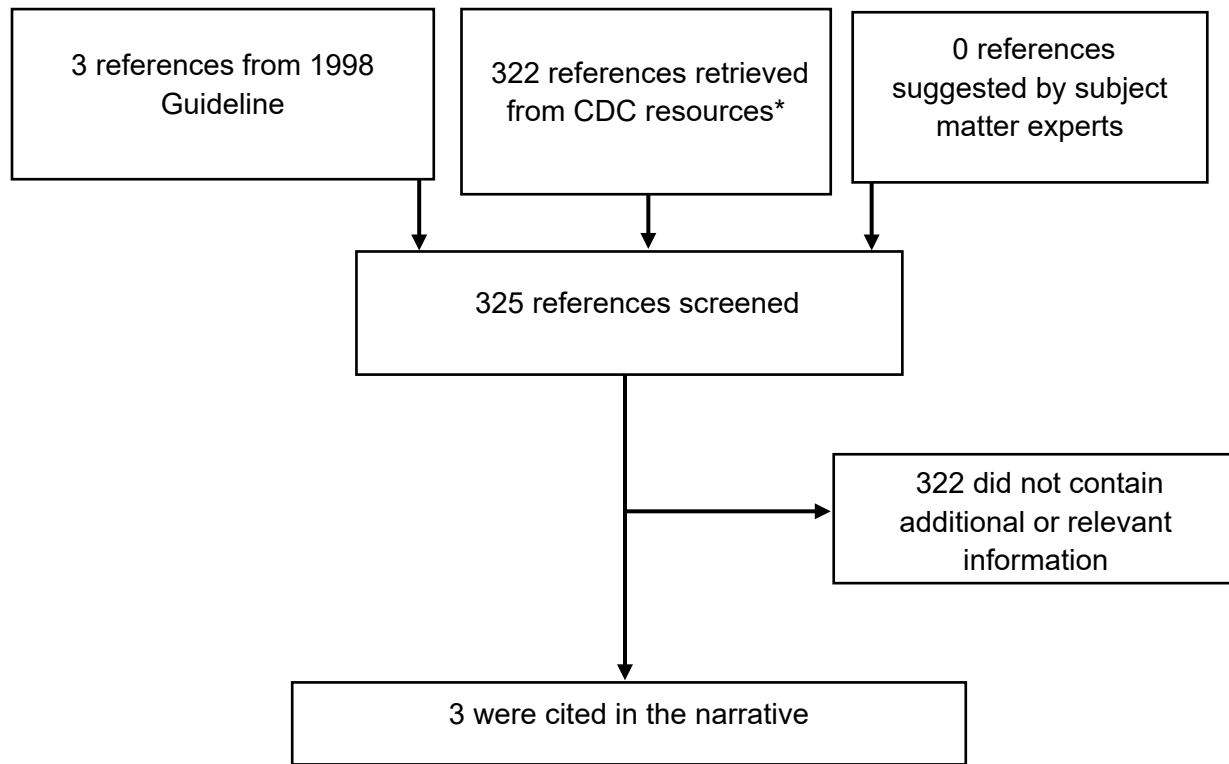 3 references from 1998
Guideline
322 references retrieved
from CDC resources*
0 references
suggested by subject
matter experts
325 references screened
322 did not contain
additional or relevant
information
3 were cited in the narrative